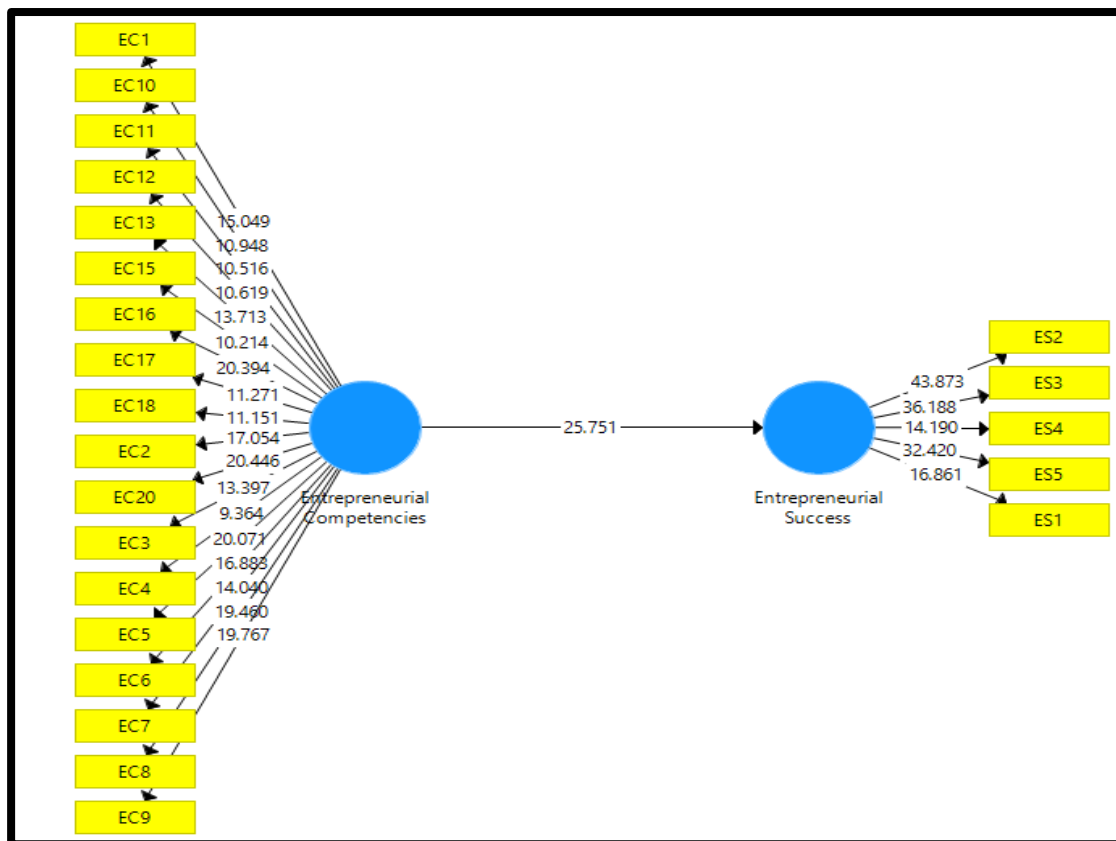 EC1
EC10
EC11
EC12
EC13
EC15
EC16
EC17
EC18
EC2
EC20
EC3
EC4
EC5
EC6
EC7
EC8
EC9
15.049
10.948
10.516
10.619
13.713
10.214
20.394
11.271
11.151
17.054
20.446
13.397
9.364
20.071
16.883
14.040
19.460
19.767
Entrepreneurial
Competencies
25.751
Entrepreneurial
Success
43.873
36.188
14.190
32.420
16.861
ES2
ES3
ES4
ES5
ES1